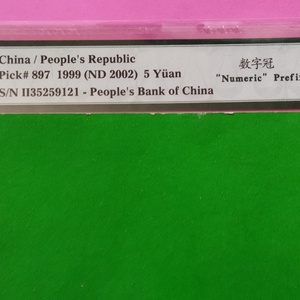 China / People's Republic
Pick# 897 1999 (ND 2002) 5 Yüan
S/N II35259121 - People's Bank of China
数字冠
"Numeric" Prefix